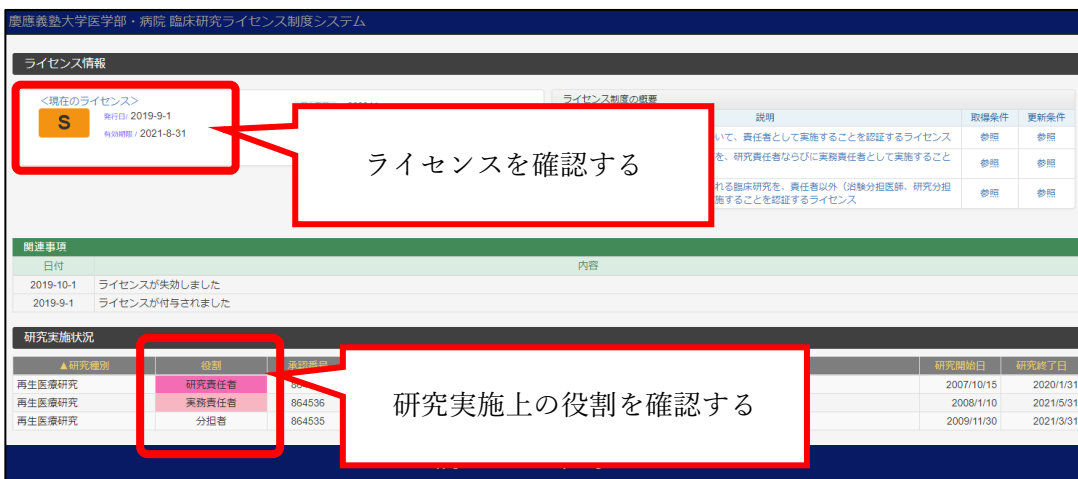 慶應義塾大学医学部・病院 臨床研究ライセンス制度システム
ライセンス情報
<現在のライセンス>
S
発行日/ 2019-9-1
有効期限 / 2021-8-31
ライセンスを確認する
ライセンス制度の概要
説明 取得条件 更新条件
いて、責任者として実施することを認証するライセンス 参照 参照
を、研究責任者ならびに実務責任者として実施すること 参照 参照
れる臨床研究を、責任者以外（治験分担医師、研究分担
施することを認証するライセンス 参照 参照
関連事項
日付 内容
2019-10-1 ライセンスが失効しました
2019-9-1 ライセンスが付与されました
研究実施状況
▲研究種別 役割 承認番号 研究開始日 研究終了日
再生医療研究 研究責任者 2007/10/15 2020/1/31
再生医療研究 実務責任者 864536 2008/1/10 2021/5/31
再生医療研究 分担者 864535 2009/11/30 2021/3/31
研究実施上の役割を確認する